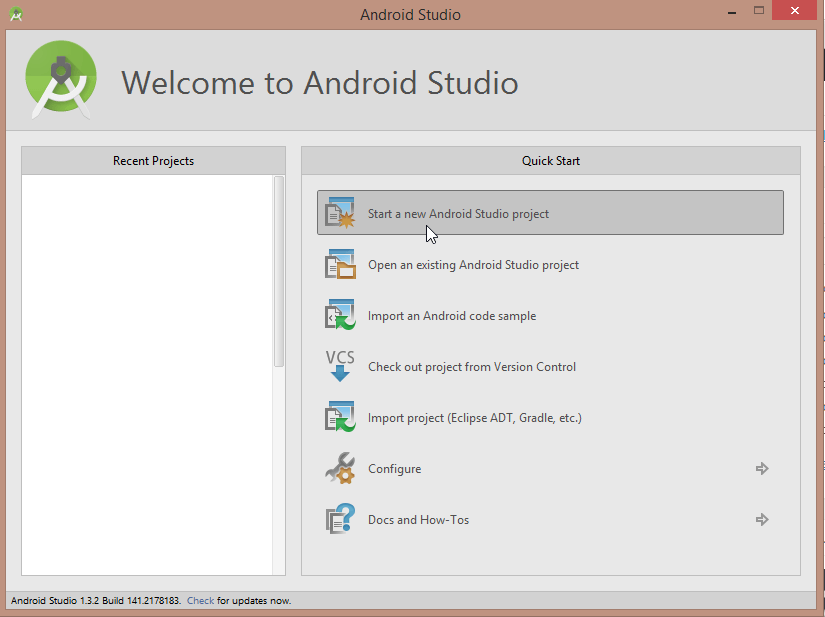 Android Studio
Welcome to Android Studio
Recent Projects
Quick Start
Start a new Android Studio project
Open an existing Android Studio project
Import an Android code sample
VCS
Check out project from Version Control
Import project (Eclipse ADT, Gradle, etc.)
Configure
Docs and How-Tos
Android Studio 1.3.2 Build 141.2178183. Check for updates now.